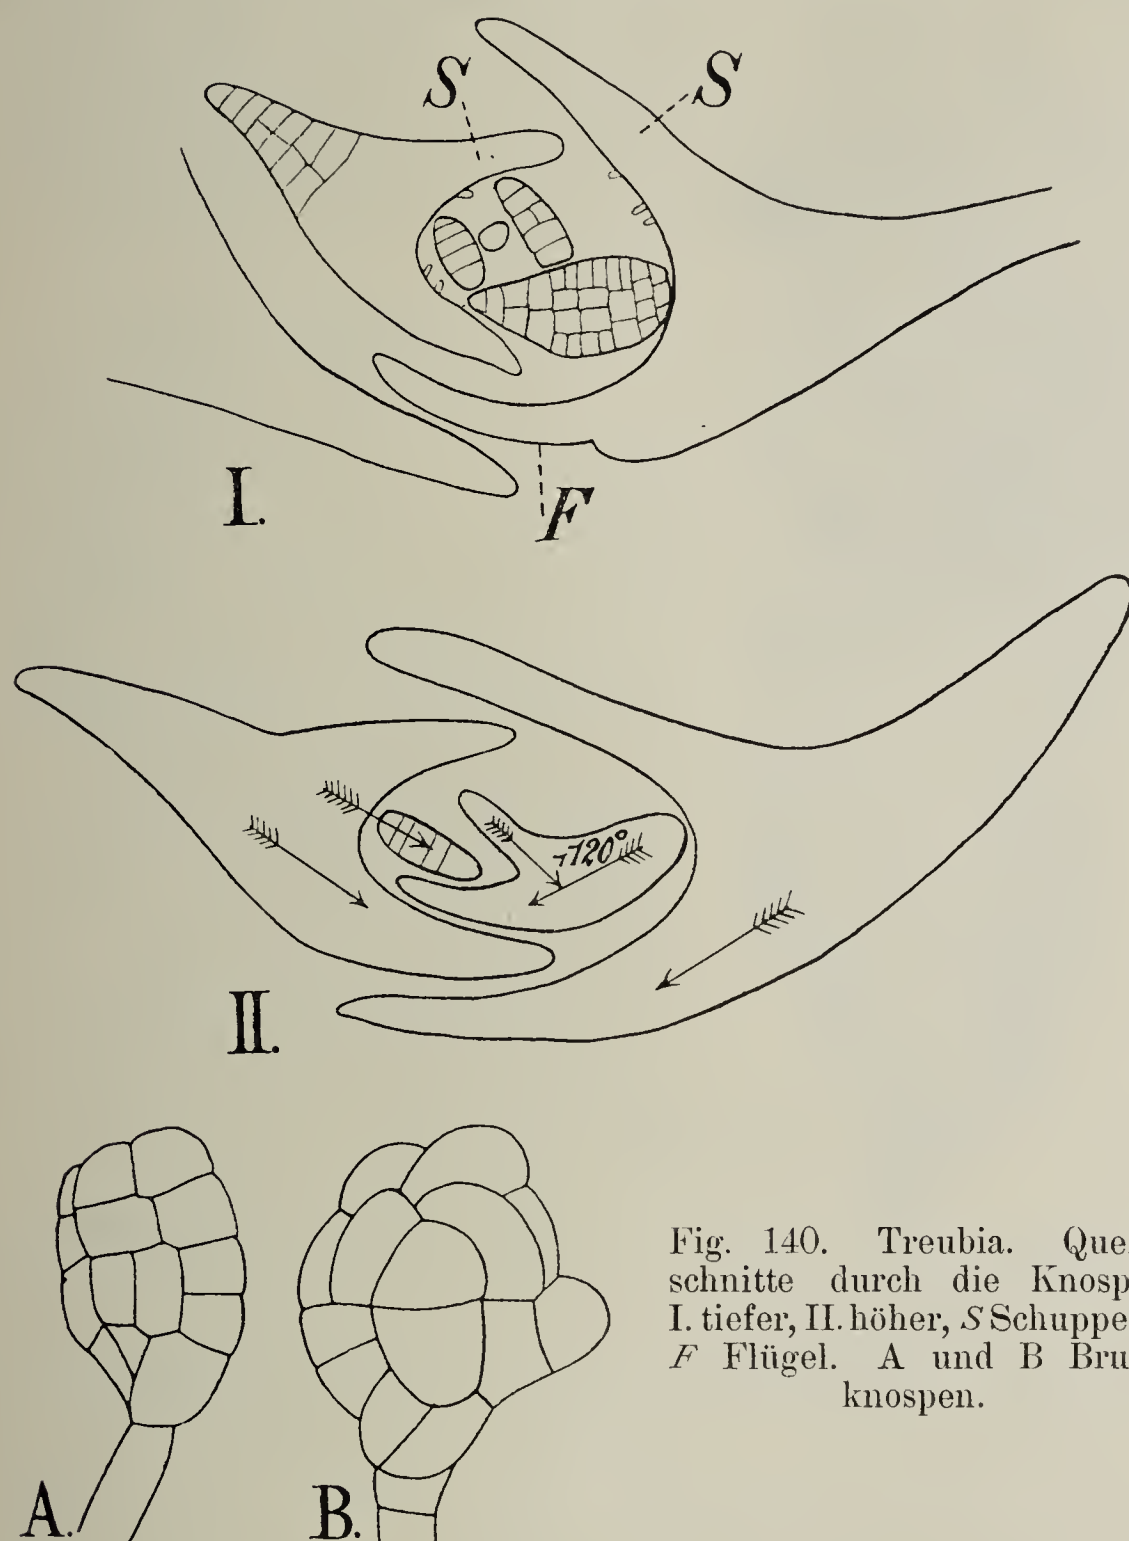 S
S
I.
F
120°
II.
Fig. 140. Treubia. Que
schnitte durch die Knosp
I. tiefer, II. höher, S Schuppe
F Flügel. A und B Bru
knospen.
A.
B.